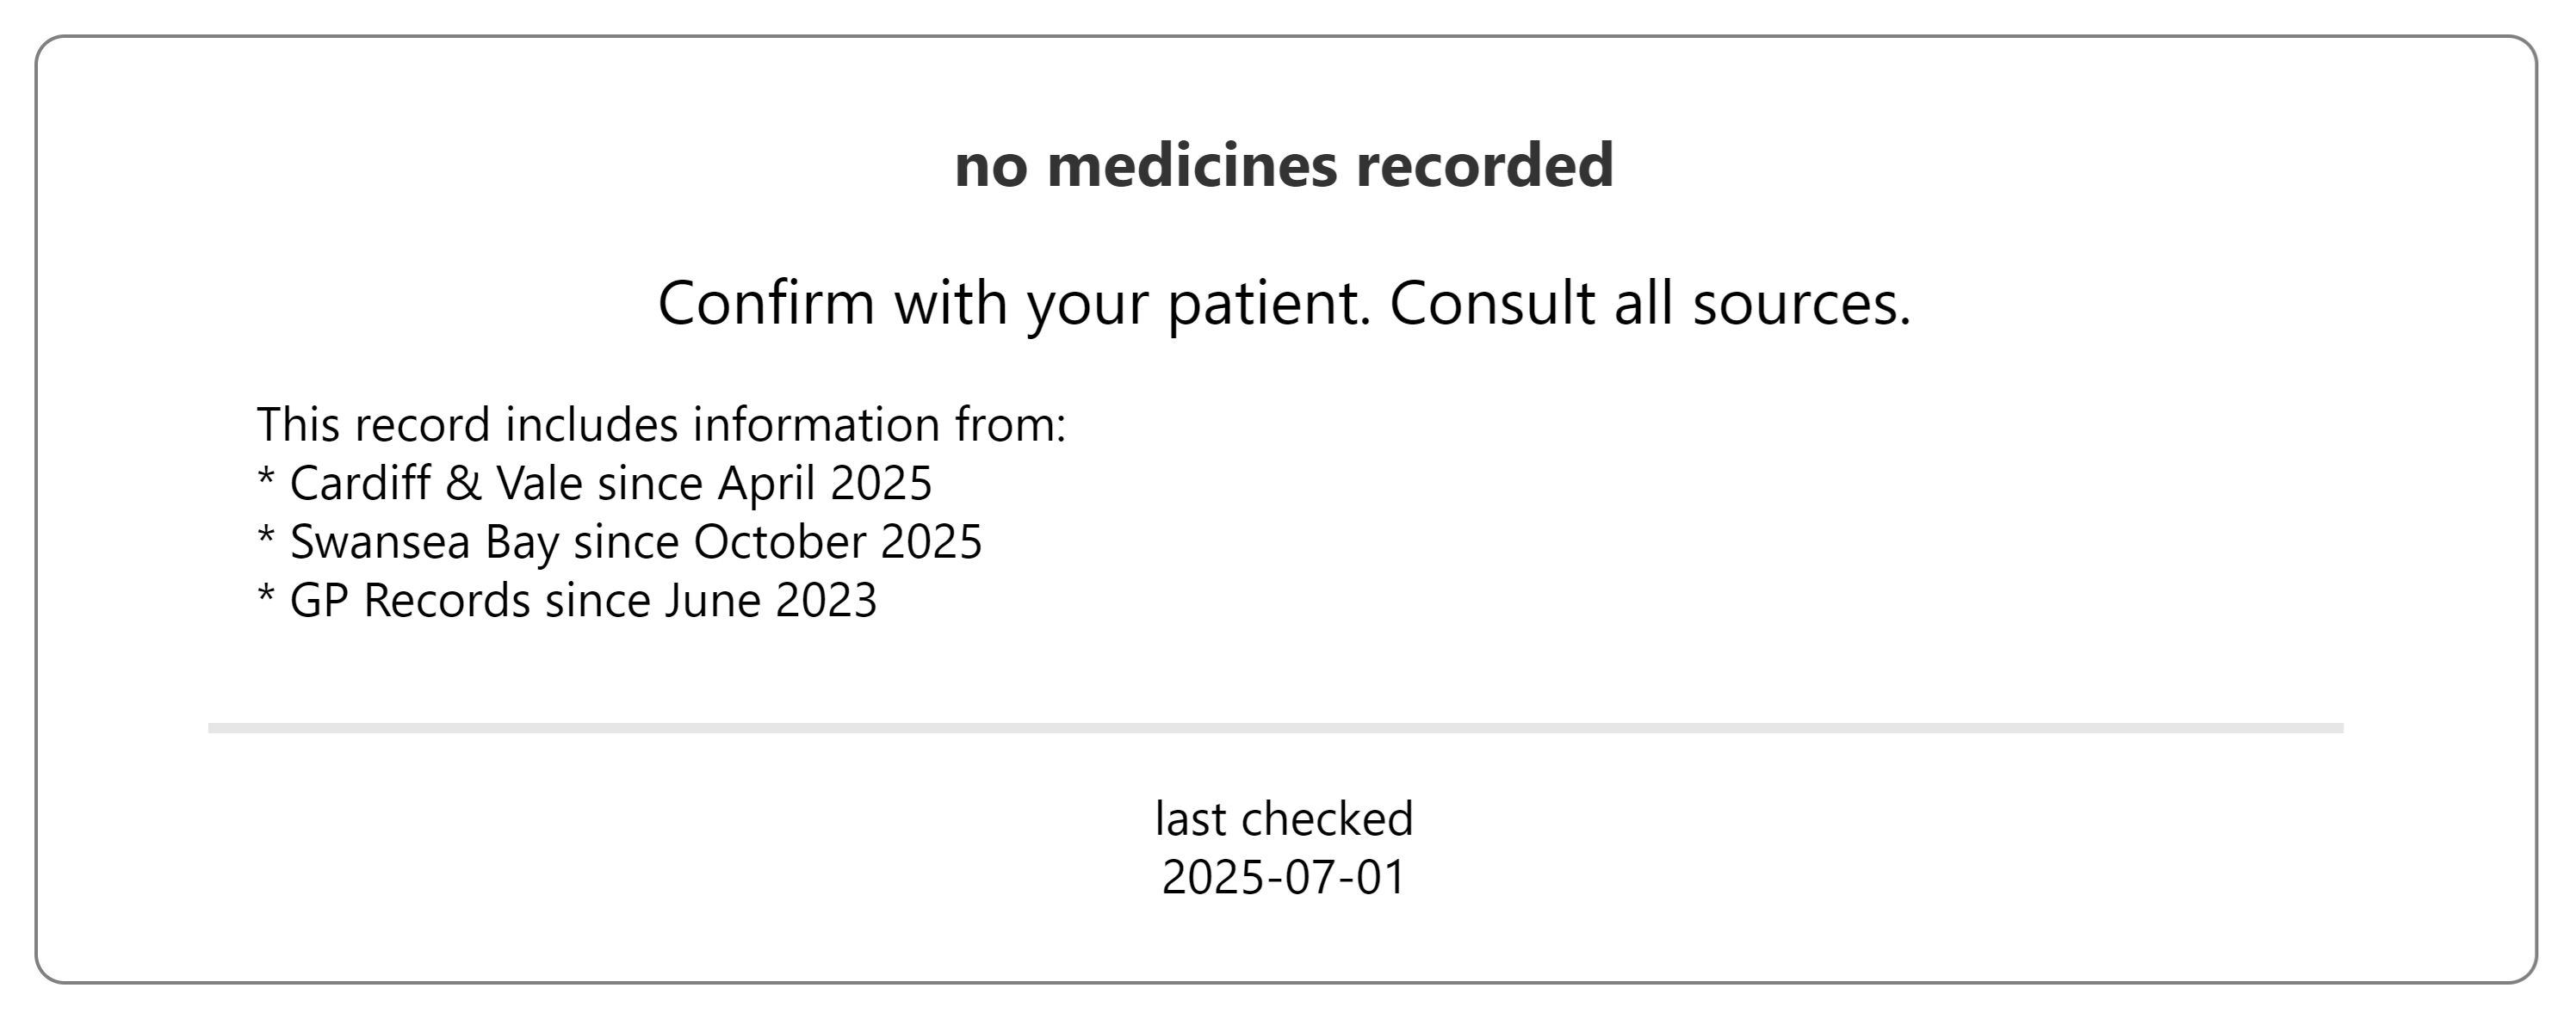 no medicines recorded
Confirm with your patient. Consult all sources.
This record includes information from:
* Cardiff & Vale since April 2025
* Swansea Bay since October 2025
* GP Records since June 2023
last checked
2025-07-01